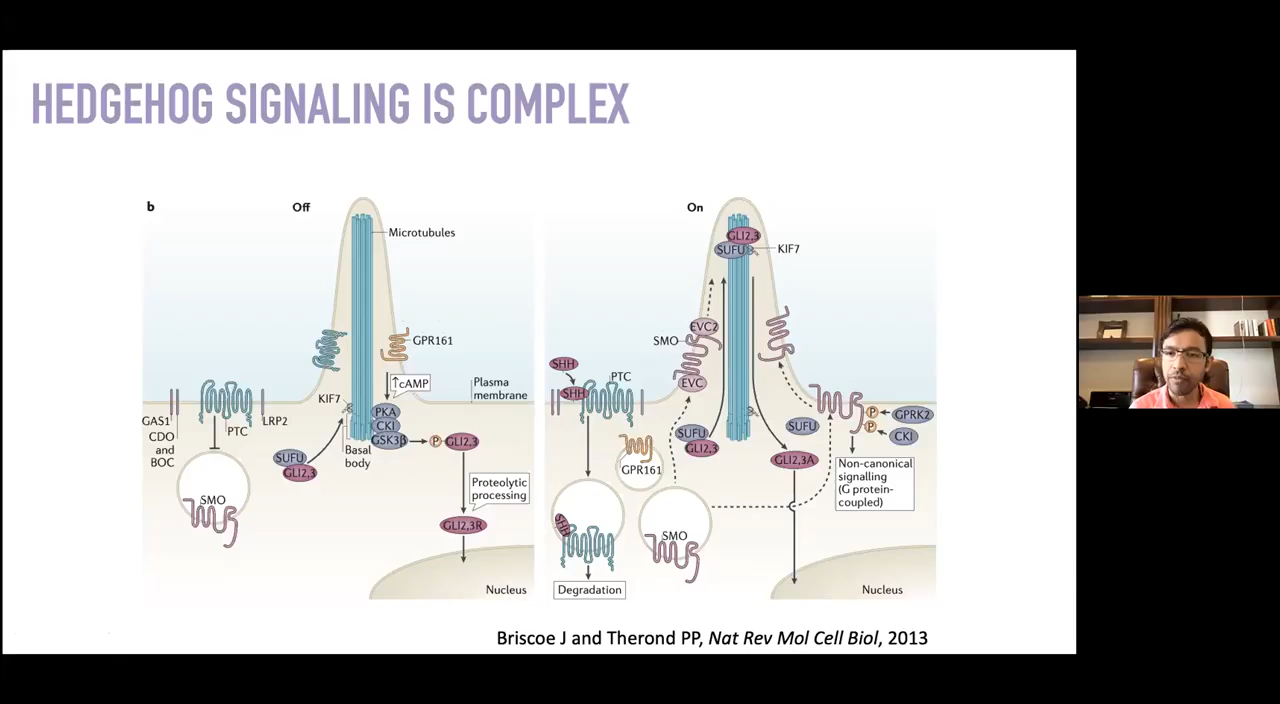 HEDGEHOG SIGNALING IS COMPLEX
b
Off
Microtubules
GPR161
↑cAMP
Plasma
membrane
KIF7
GAS1
CDO
and
BOC
PTC
LRP2
PKA
CKI
GSK3β
P
GLI2,3
Basal
body
SUFU
GLI2,3
Proteolytic
processing
SMO
GLI2,3R
Nucleus
On
GLI2,3
SUFU
KIF7
EVC2
SMO
SHH
PTC
SHH
EVC
P
GPRK2
P
CKI
SUFU
SUFU
GLI2,3
GPR161
GLI2,3A
Non-canonical
signalling
(G protein-
coupled)
SHH
SMO
Degradation
Nucleus
Briscoe J and Therond PP, Nat Rev Mol Cell Biol, 2013